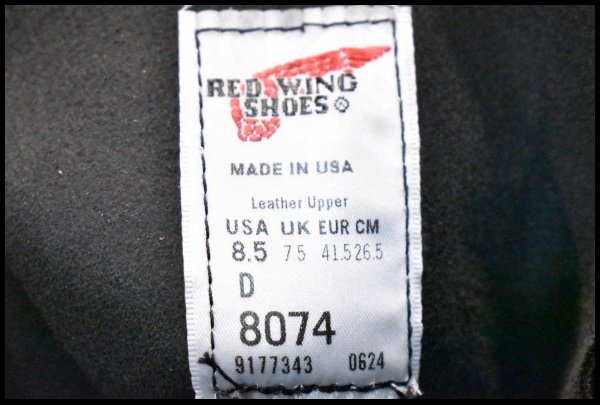 RED WING
SHOES ®
MADE IN USA
Leather Upper
USA UK EUR CM
8.5 7.5 41.5 26.5
D
8074
9177343 0624